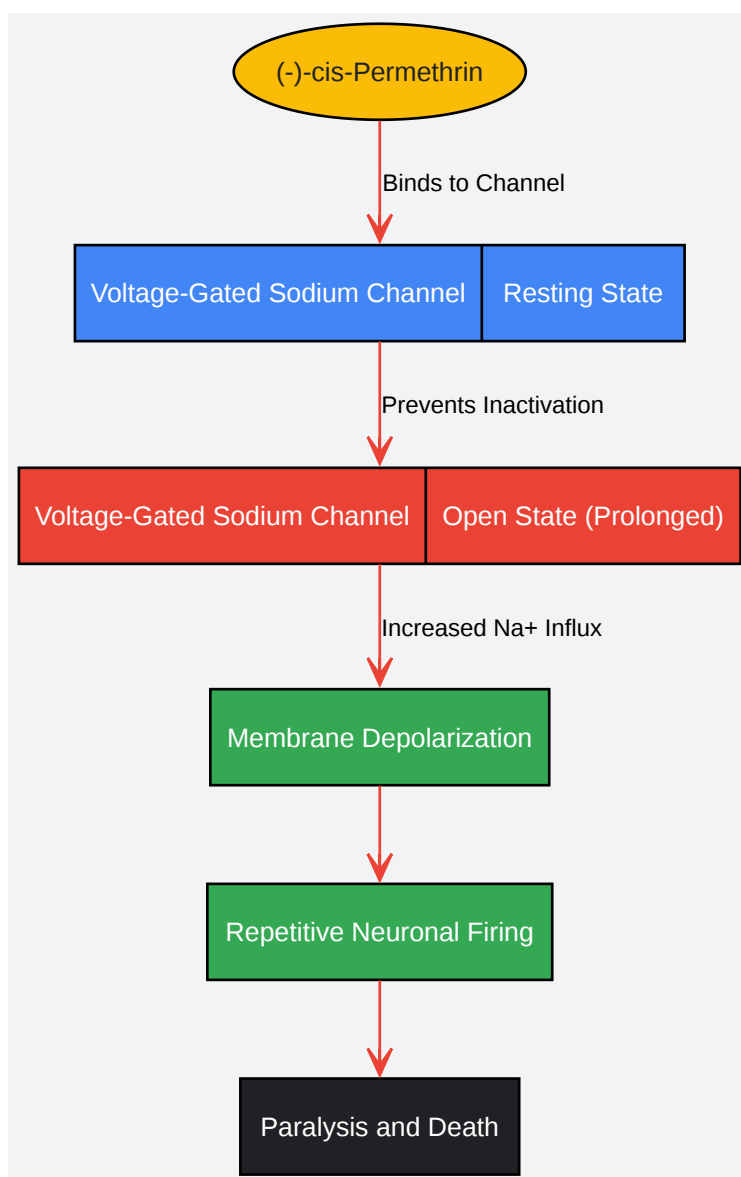 (-)-cis-Permethrin
Binds to Channel
Voltage-Gated Sodium Channel
Resting State
Prevents Inactivation
Voltage-Gated Sodium Channel
Open State (Prolonged)
Increased Na+ Influx
Membrane Depolarization
Repetitive Neuronal Firing
Paralysis and Death